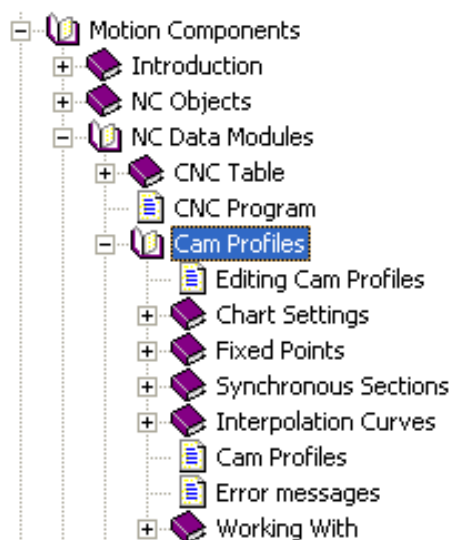 Motion Components
Introduction
NC Objects
NC Data Modules
CNC Table
CNC Program
Cam Profiles
Editing Cam Profiles
Chart Settings
Fixed Points
Synchronous Sections
Interpolation Curves
Cam Profiles
Error messages
Working With